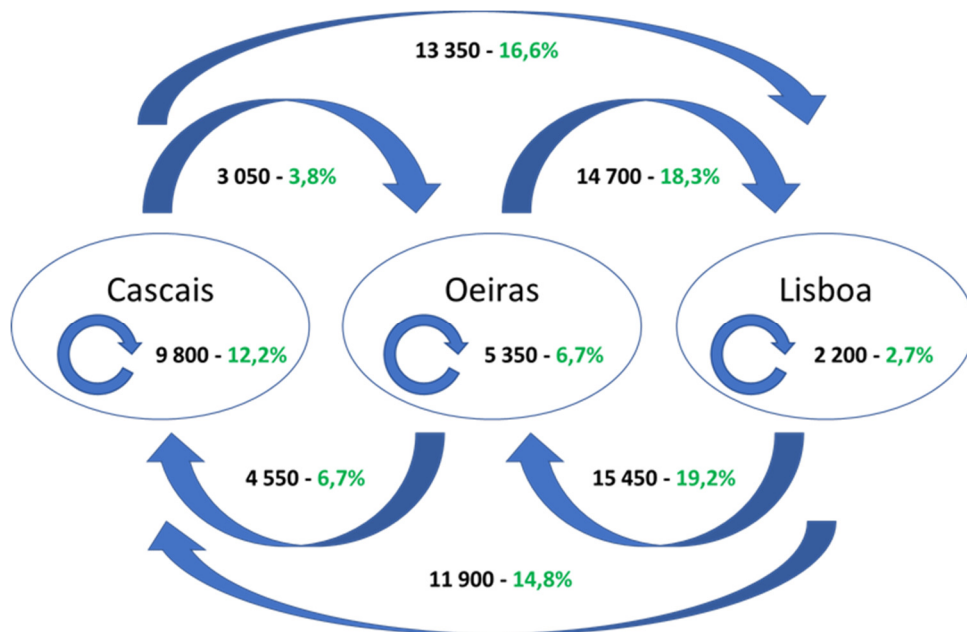 13 350 - 16,6%
3 050 - 3,8%
14 700 - 18,3%
Cascais
9 800 - 12,2%
Oeiras
5 350 - 6,7%
Lisboa
2 200 - 2,7%
4 550 - 6,7%
15 450 - 19,2%
11 900 - 14,8%